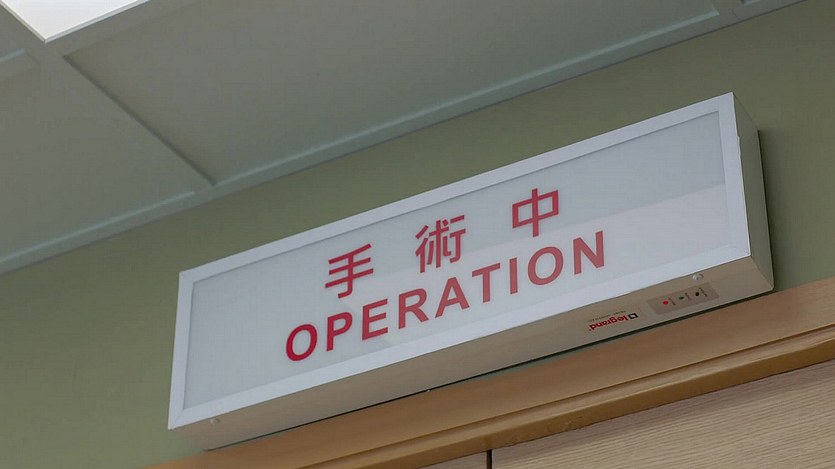 手術中
OPERATION
legrand